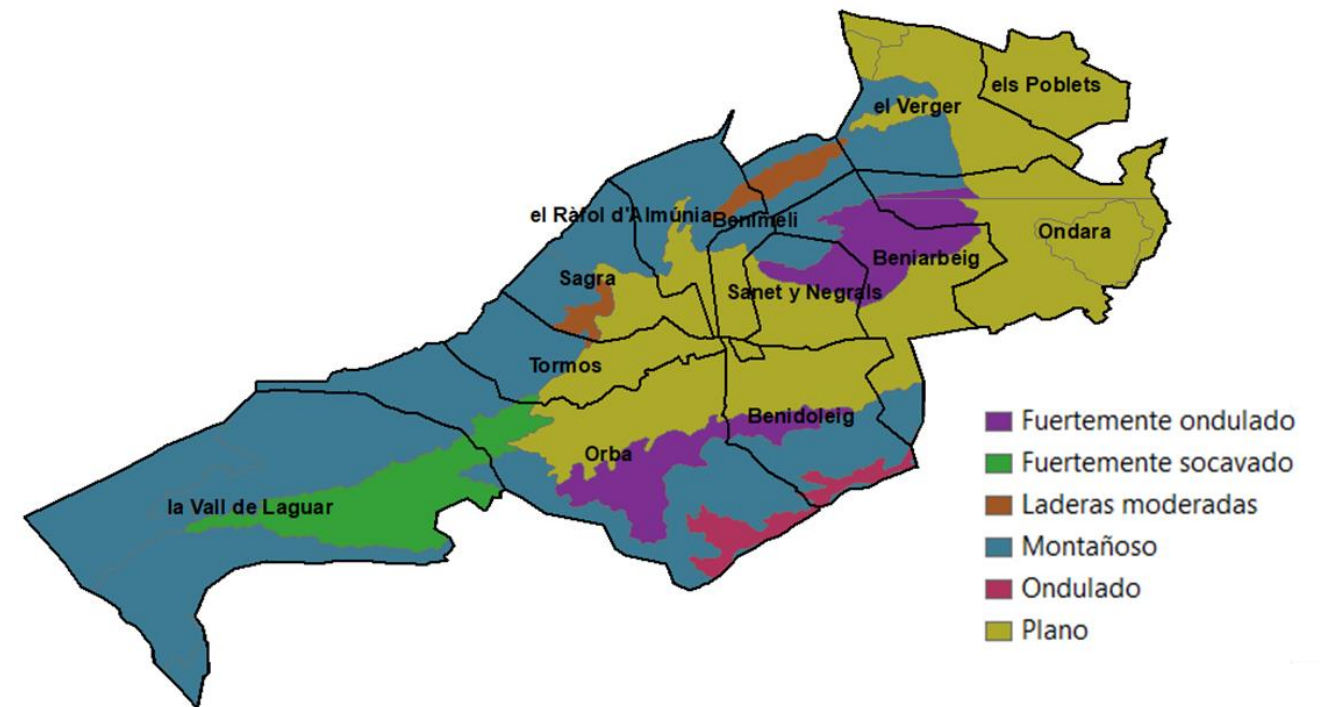 els Poblets
el Verger
el Ràfol d'Almúnia
Benimeli
Ondara
Beniarbeig
Sagra
Sanet y Negrals
Tormos
Benidoleig
Orba
la Vall de Laguar
Fuertemente ondulado
Fuertemente socavado
Laderas moderadas
Montañoso
Ondulado
Plano